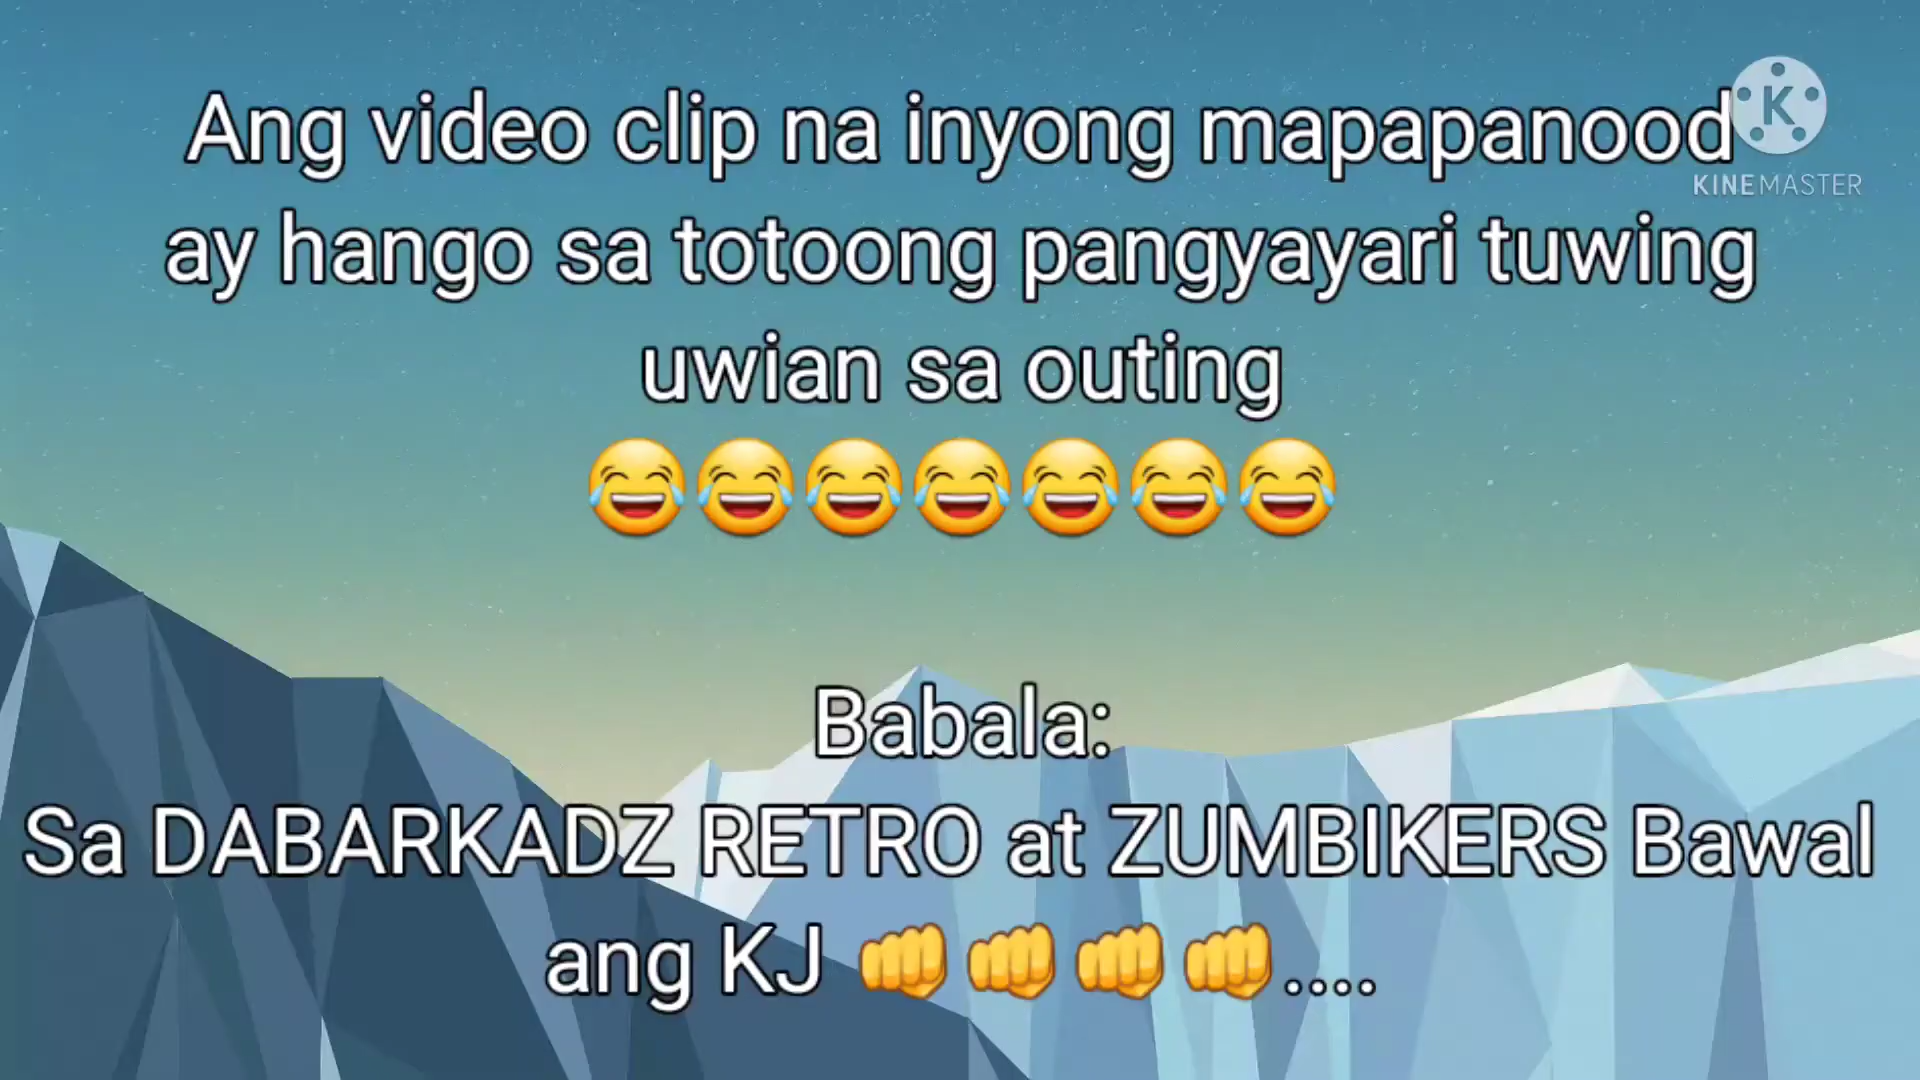 Ang video clip na inyong mapapanood
ay hango sa totoong pangyayari tuwing
uwian sa outing
😂😂😂😂😂😂😂
Babala:
Sa DABARKADZ RETRO at ZUMBIKERS Bawal
ang KJ 👊👊👊👊....
K
KINEMASTER